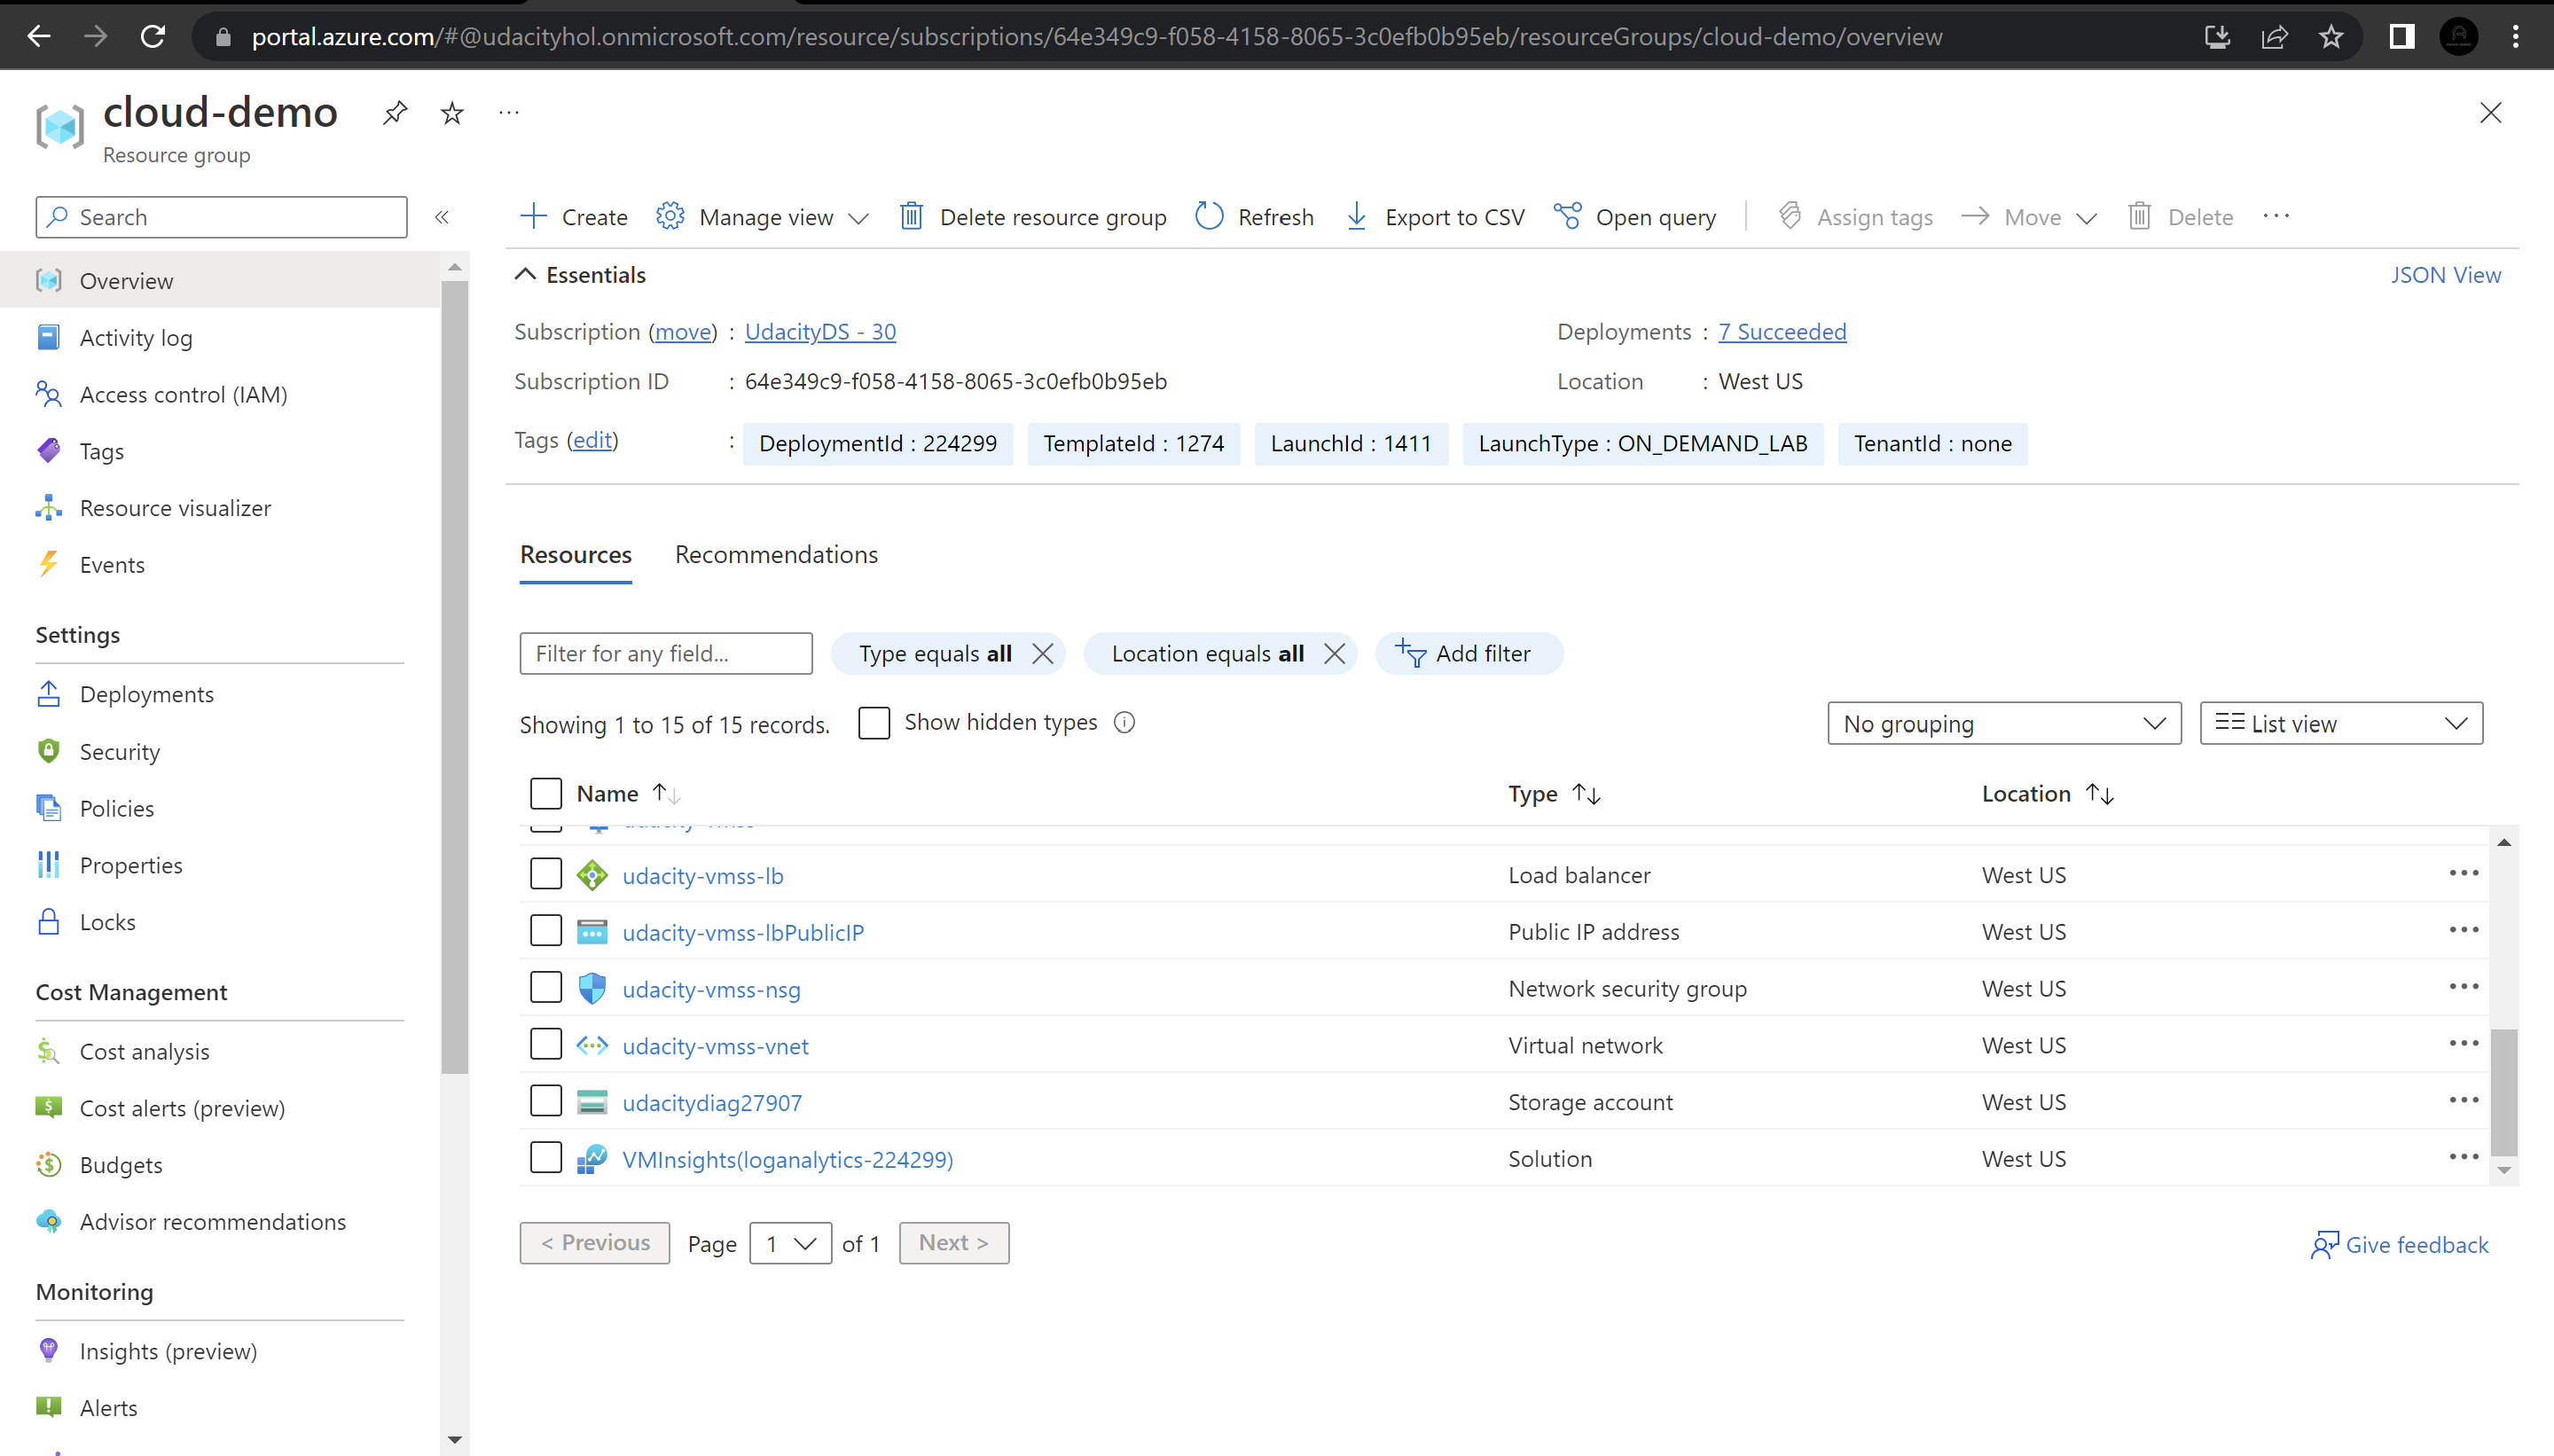 portal.azure.com/#@udacityhol.onmicrosoft.com/resource/subscriptions/64e349c9-f058-4158-8065-3c0efb0b95eb/resourceGroups/cloud-demo/overview
cloud-demo
Resource group
Search
Create Manage view Delete resource group Refresh Export to CSV Open query Assign tags Move Delete
Overview
Activity log
Access control (IAM)
Tags
Resource visualizer
Events
Settings
Deployments
Security
Policies
Properties
Locks
Cost Management
Cost analysis
Cost alerts (preview)
Budgets
Advisor recommendations
Monitoring
Insights (preview)
Alerts
Essentials JSON View
Subscription (move) : UdacityDS - 30 Deployments : 7 Succeeded
Subscription ID : 64e349c9-f058-4158-8065-3c0efb0b95eb Location : West US
Tags (edit) : DeploymentId : 224299 TemplateId : 1274 LaunchId : 1411 LaunchType : ON_DEMAND_LAB TenantId : none
Resources Recommendations
Filter for any field... Type equals all Location equals all Add filter
Showing 1 to 15 of 15 records. Show hidden types No grouping List view
Name Type Location
udacity-vmss-lb Load balancer West US
udacity-vmss-lbPublicIP Public IP address West US
udacity-vmss-nsg Network security group West US
udacity-vmss-vnet Virtual network West US
udacitydiag27907 Storage account West US
VMInsights(loganalytics-224299) Solution West US
< Previous Page 1 of 1 Next > Give feedback